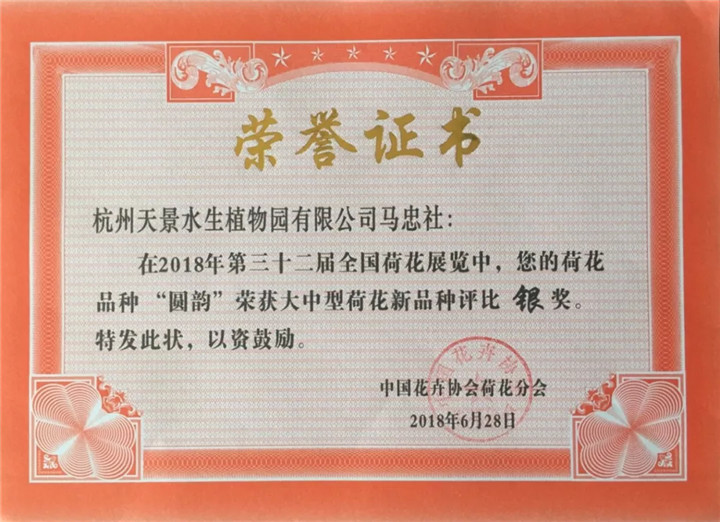 荣誉证书
杭州天景水生植物园有限公司马忠社：
在2018年第三十二届全国荷花展览中，您的荷花
品种“圆韵”荣获大中型荷花新品种评比 银奖。
特发此状，以资鼓励。
国花卉协
中国花卉协会荷花分会
2018年6月28日